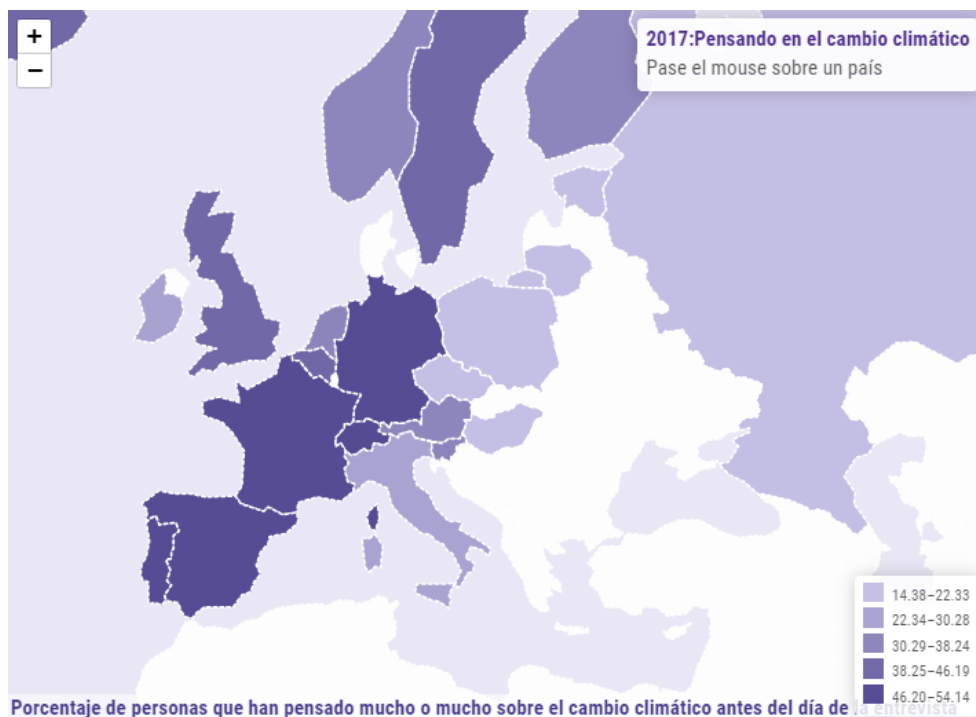 +
−
2017:Pensando en el cambio climático
Pase el mouse sobre un país
14.38–22.33
22.34–30.28
30.29–38.24
38.25–46.19
46.20–54.14
Porcentaje de personas que han pensado mucho o mucho sobre el cambio climático antes del día de la entrevista